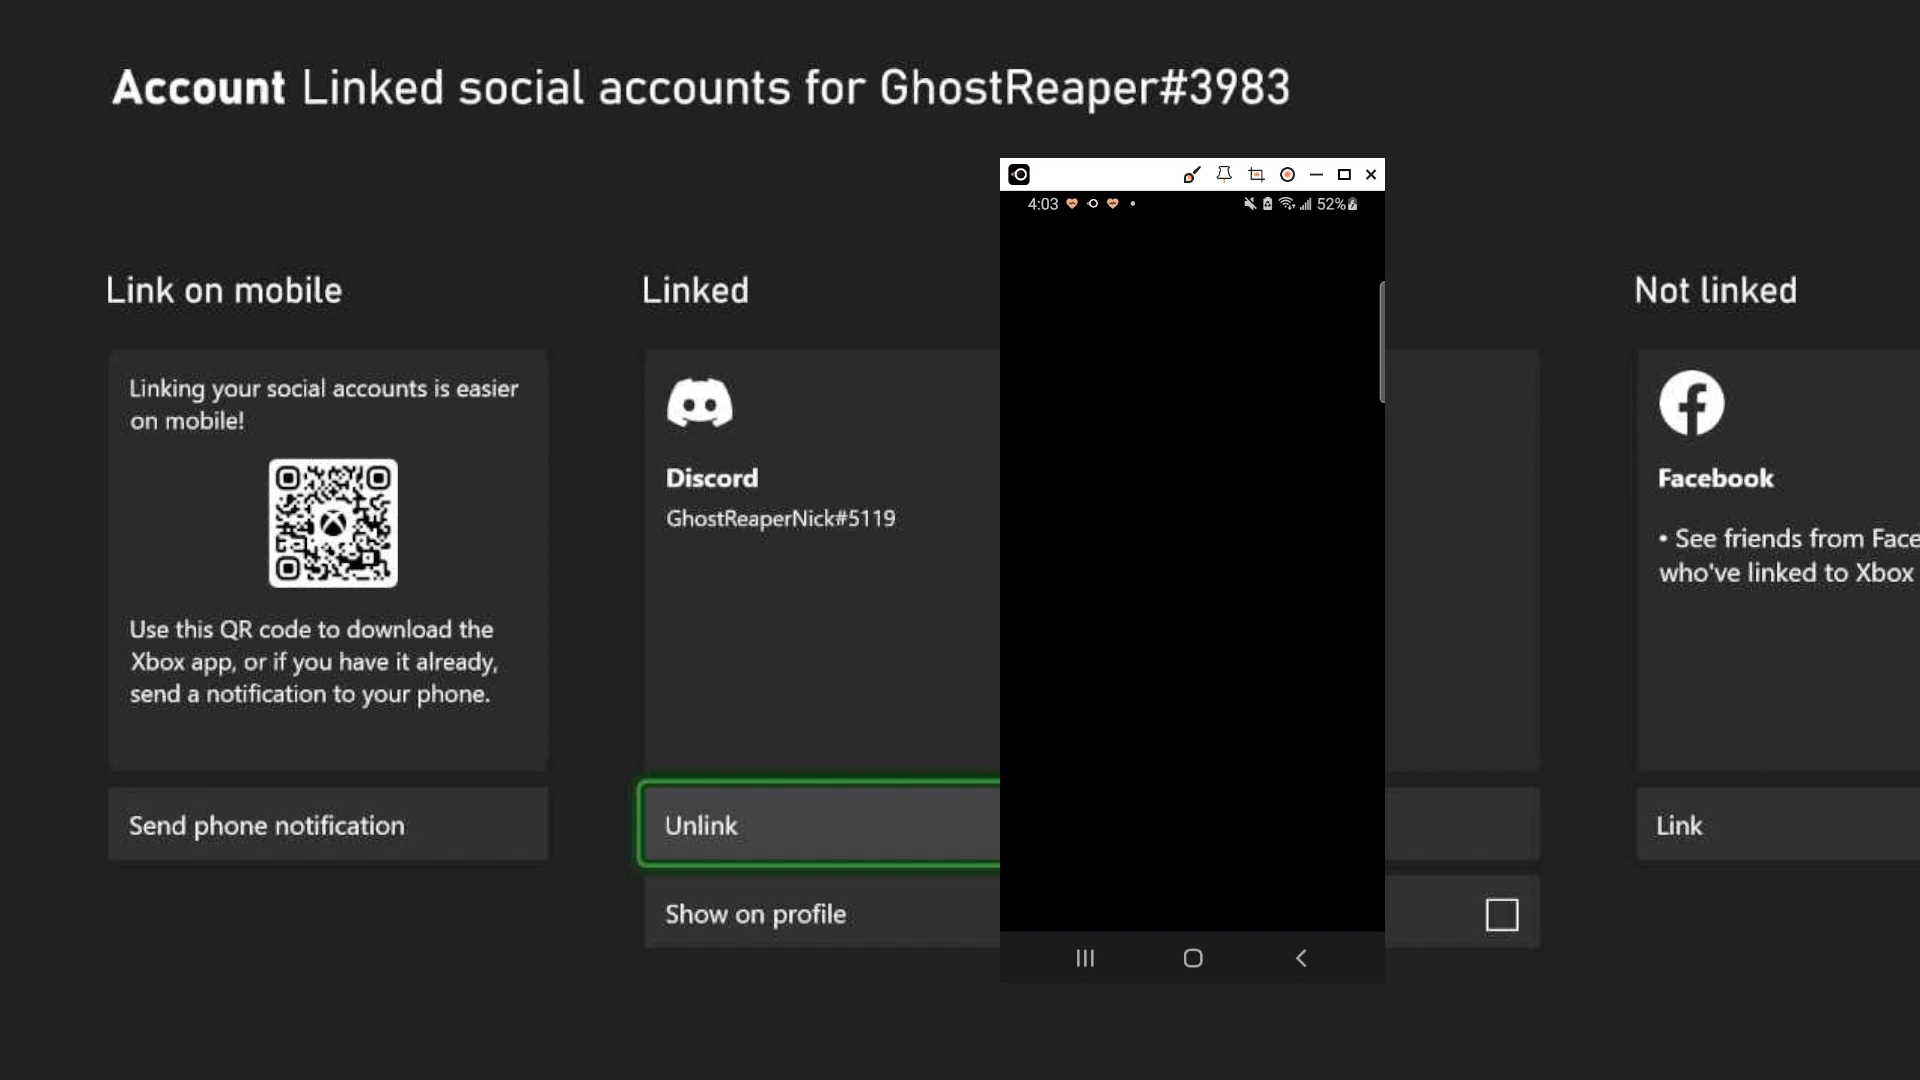 Account Linked social accounts for GhostReaper#3983
4:03
52%
Link on mobile
Linking your social accounts is easier
on mobile!
Use this QR code to download the
Xbox app, or if you have it already,
send a notification to your phone.
Send phone notification
Linked
Discord
GhostReaperNick#5119
Unlink
Show on profile
Not linked
Facebook
• See friends from Face
who've linked to Xbox
Link